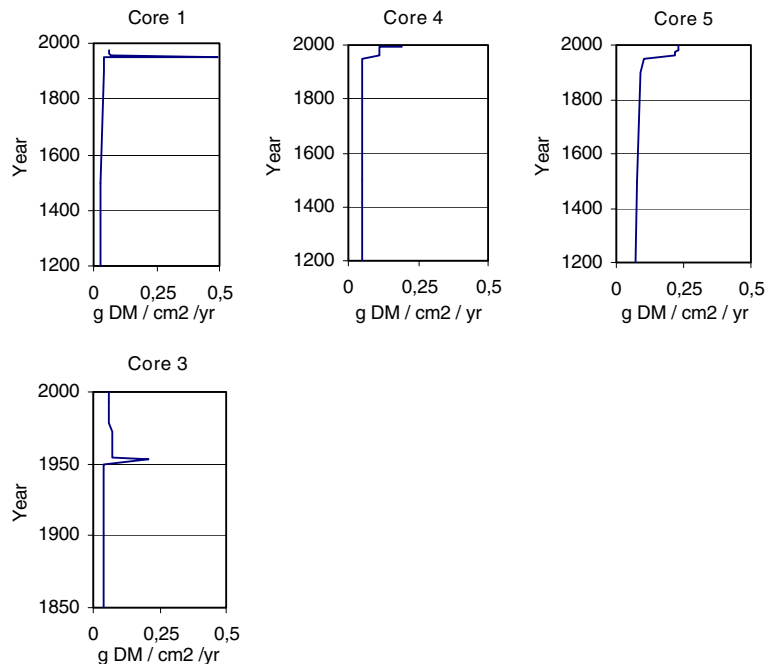 Core 1
2000
1800
1600
1400
1200
Year
0 0,25 0,5
g DM / cm2 /yr
Core 4
2000
1800
1600
1400
1200
Year
0 0,25 0,5
g DM / cm2 / yr
Core 5
2000
1800
1600
1400
1200
Year
0 0,25 0,5
g DM / cm2 / yr
Core 3
2000
1950
1900
1850
Year
0 0,25 0,5
g DM / cm2 /yr